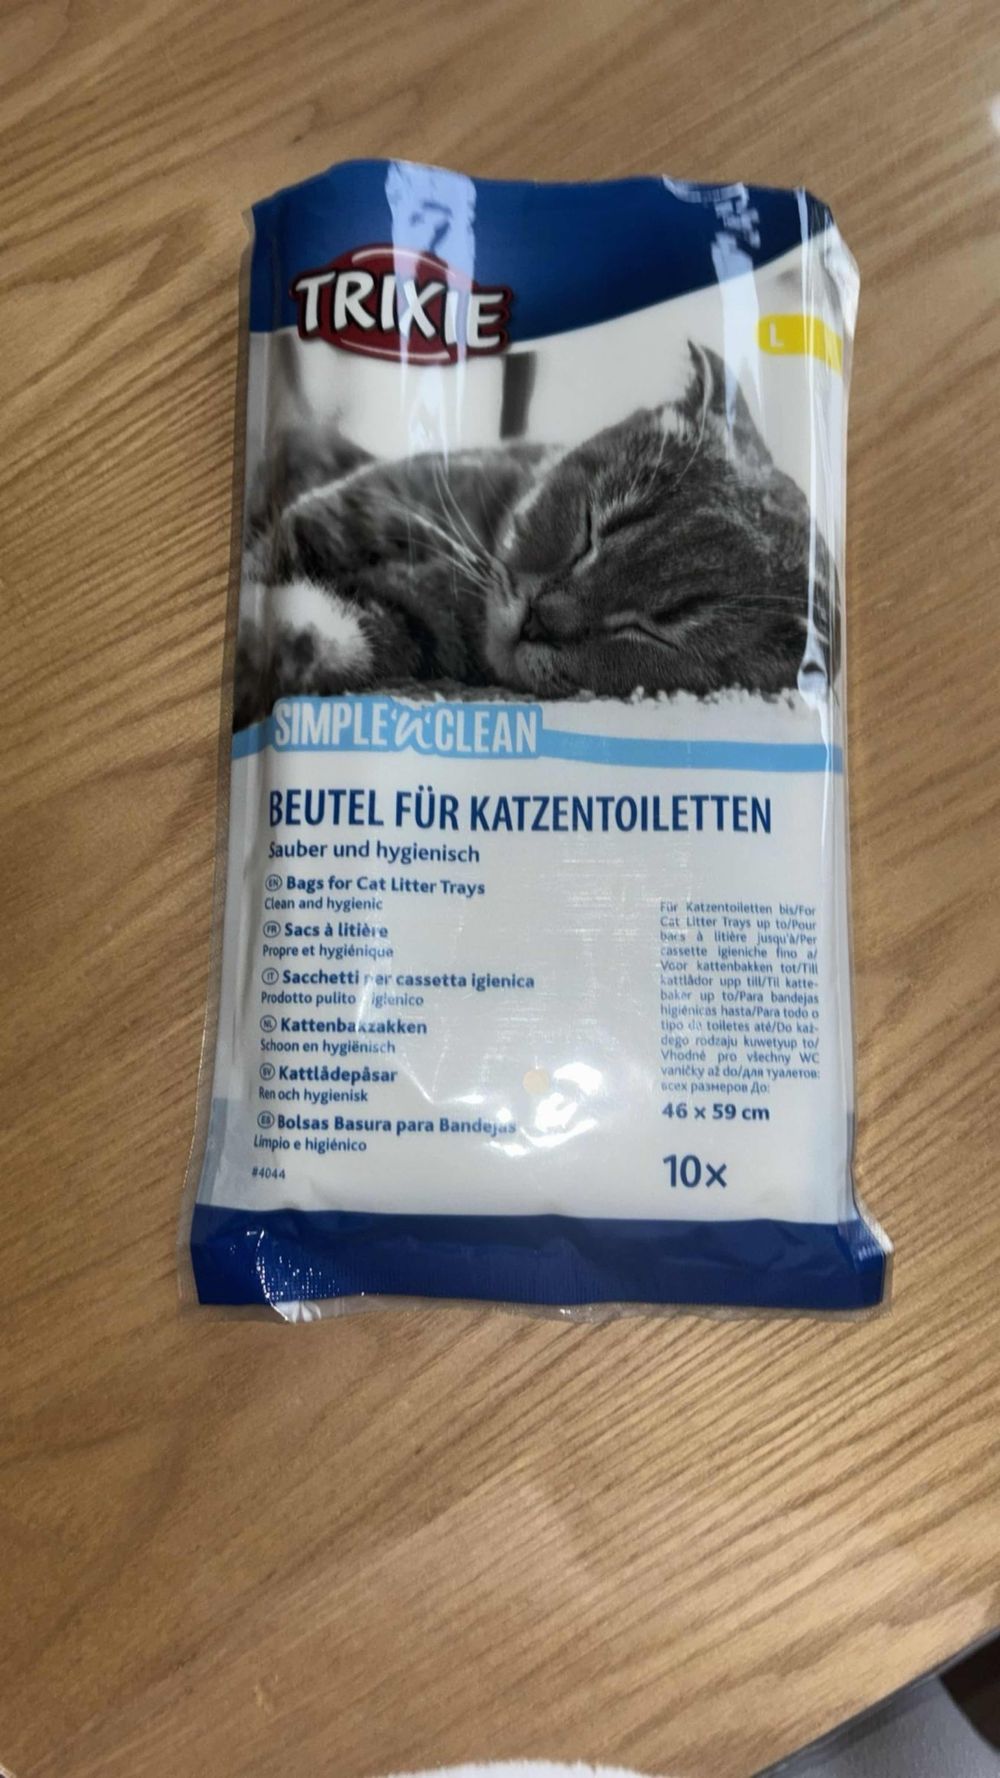 TRIXIE
L
SIMPLE'n'CLEAN
BEUTEL FÜR KATZENTOILETTEN
Sauber und hygienisch
EN Bags for Cat Litter Trays
Clean and hygienic
FR Sacs à litière
Propre et hygiénique
IT Sacchetti per cassetta igienica
Prodotto pulito igienico
NL Kattenbakzakken
Schoon en hygiënisch
SV Kattlådepåsar
Ren och hygienisk
ES Bolsas Basura para Bandejas
Limpio e higiénico
#4044
Für Katzentoiletten bis/For
Cat Litter Trays up to/Pour
bacs à litière jusqu'à/Per
cassette igieniche fino a/
Voor kattenbakken tot/Till
kattlådor upp till/Til katte-
bakker up to/Para bandejas
higiénicas hasta/Para todo o
tipo de toiletes até/Do każ-
dego rodzaju kuwetyup to/
Vhodné pro všechny WC
vaničky až do/для туалетов:
всех размеров До:
46 x 59 cm
10x